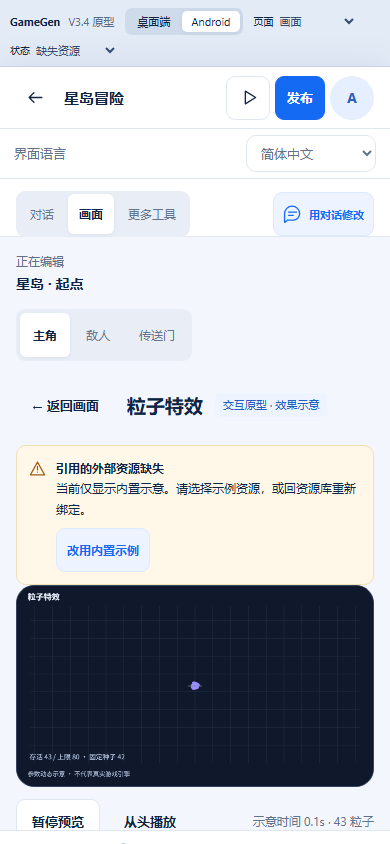 GameGen V3.4 原型 桌面端 Android 页面 画面
状态 缺失资源
星岛冒险 发布 A
界面语言 简体中文
对话 画面 更多工具 用对话修改
正在编辑
星岛 · 起点
主角 敌人 传送门
← 返回画面 粒子特效 交互原型 · 效果示意
引用的外部资源缺失
当前仅显示内置示意。请选择示例资源，或回资源库重新
绑定。
改用内置示例
粒子特效
存活 43 / 上限 80 · 固定种子 42
参数动态示意 · 不代表真实游戏引擎
暂停预览 从头播放 示意时间 0.1s · 43 粒子